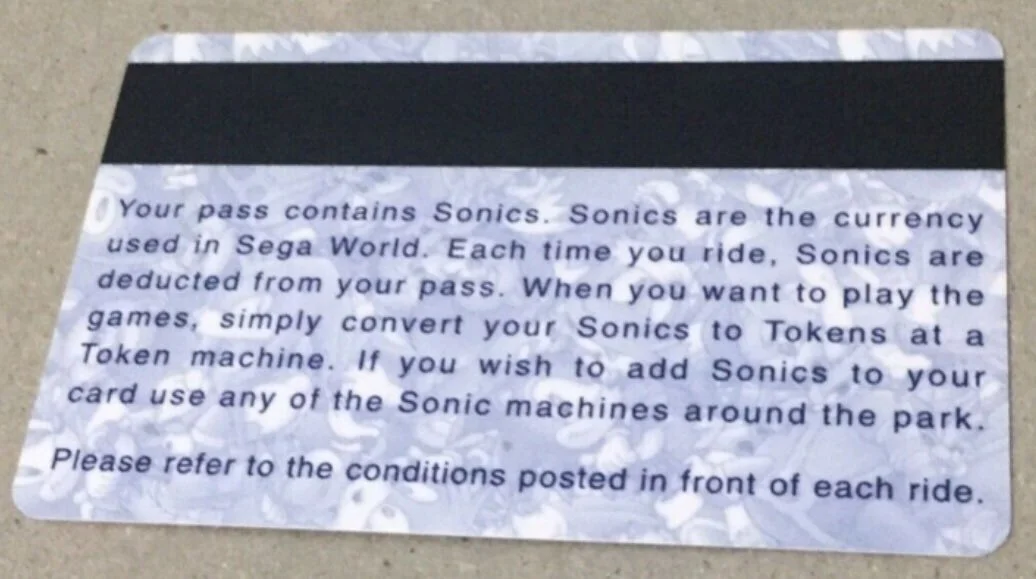 Your pass contains Sonics. Sonics are the currency
used in Sega World. Each time you ride, Sonics are
deducted from your pass. When you want to play the
games, simply convert your Sonics to Tokens at a
Token machine. If you wish to add Sonics to your
card use any of the Sonic machines around the park.
Please refer to the conditions posted in front of each ride.